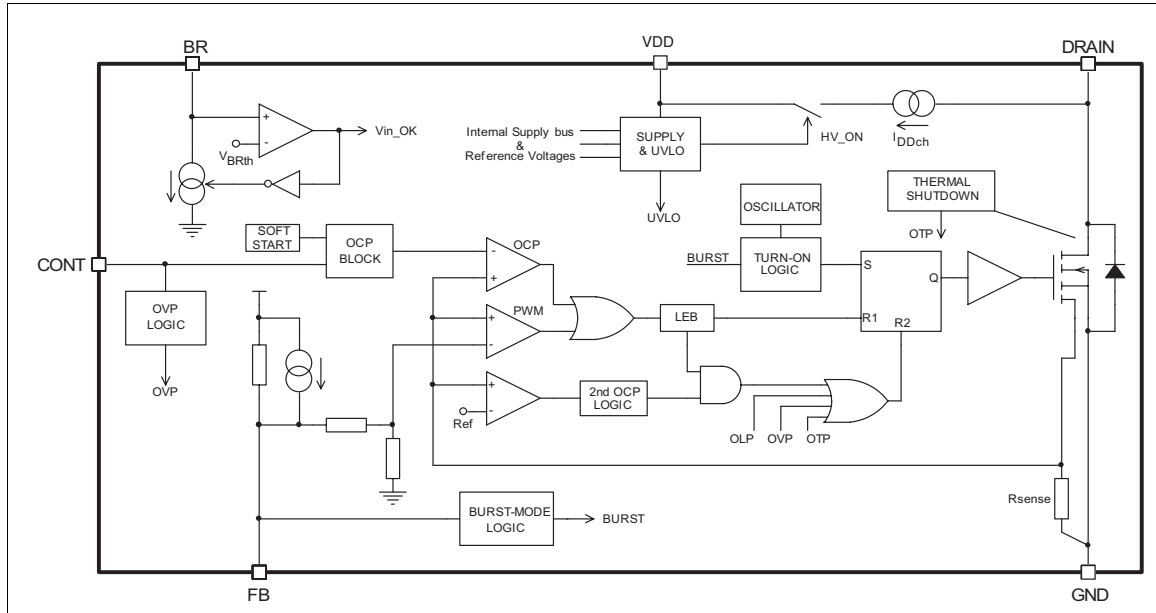 BR
VDD
DRAIN
Vin_OK
VBRth
Internal Supply bus
&
Reference Voltages
SUPPLY
& UVLO
HV_ON
IDDch
UVLO
THERMAL
SHUTDOWN
OTP
OSCILLATOR
SOFT
START
OCP
BLOCK
OCP
BURST
TURN-ON
LOGIC
S
Q
R1
R2
CONT
OVP
LOGIC
OVP
PWM
LEB
2nd OCP
LOGIC
Ref
OLP
OVP
OTP
Rsense
BURST-MODE
LOGIC
BURST
FB
GND